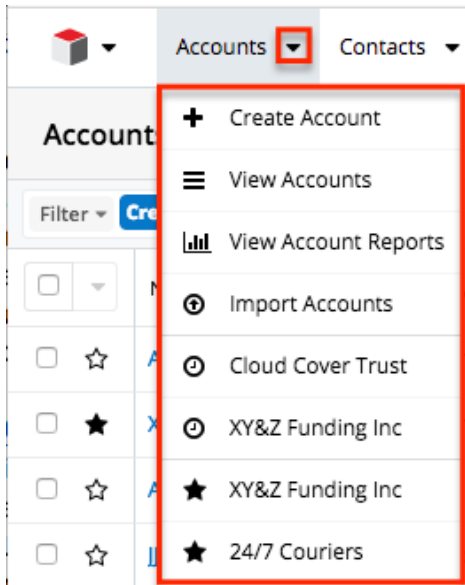 Accounts Contacts
Account
Create Account
View Accounts
Filter Cre
View Account Reports
Import Accounts
Cloud Cover Trust
XY&Z Funding Inc
XY&Z Funding Inc
24/7 Couriers